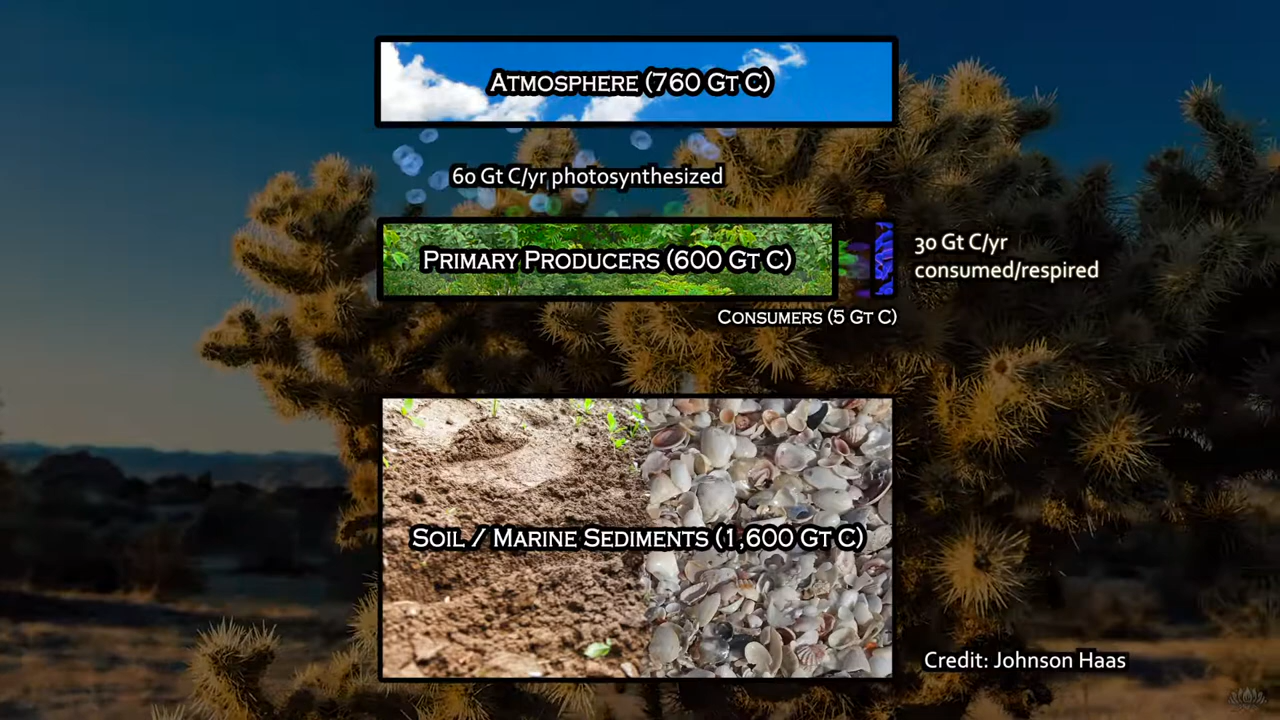 Atmosphere (760 Gt C)
60 Gt C/yr photosynthesized
Primary Producers (600 Gt C)
30 Gt C/yr
consumed/respired
Consumers (5 Gt C)
Soil / Marine Sediments (1,600 Gt C)
Credit: Johnson Haas